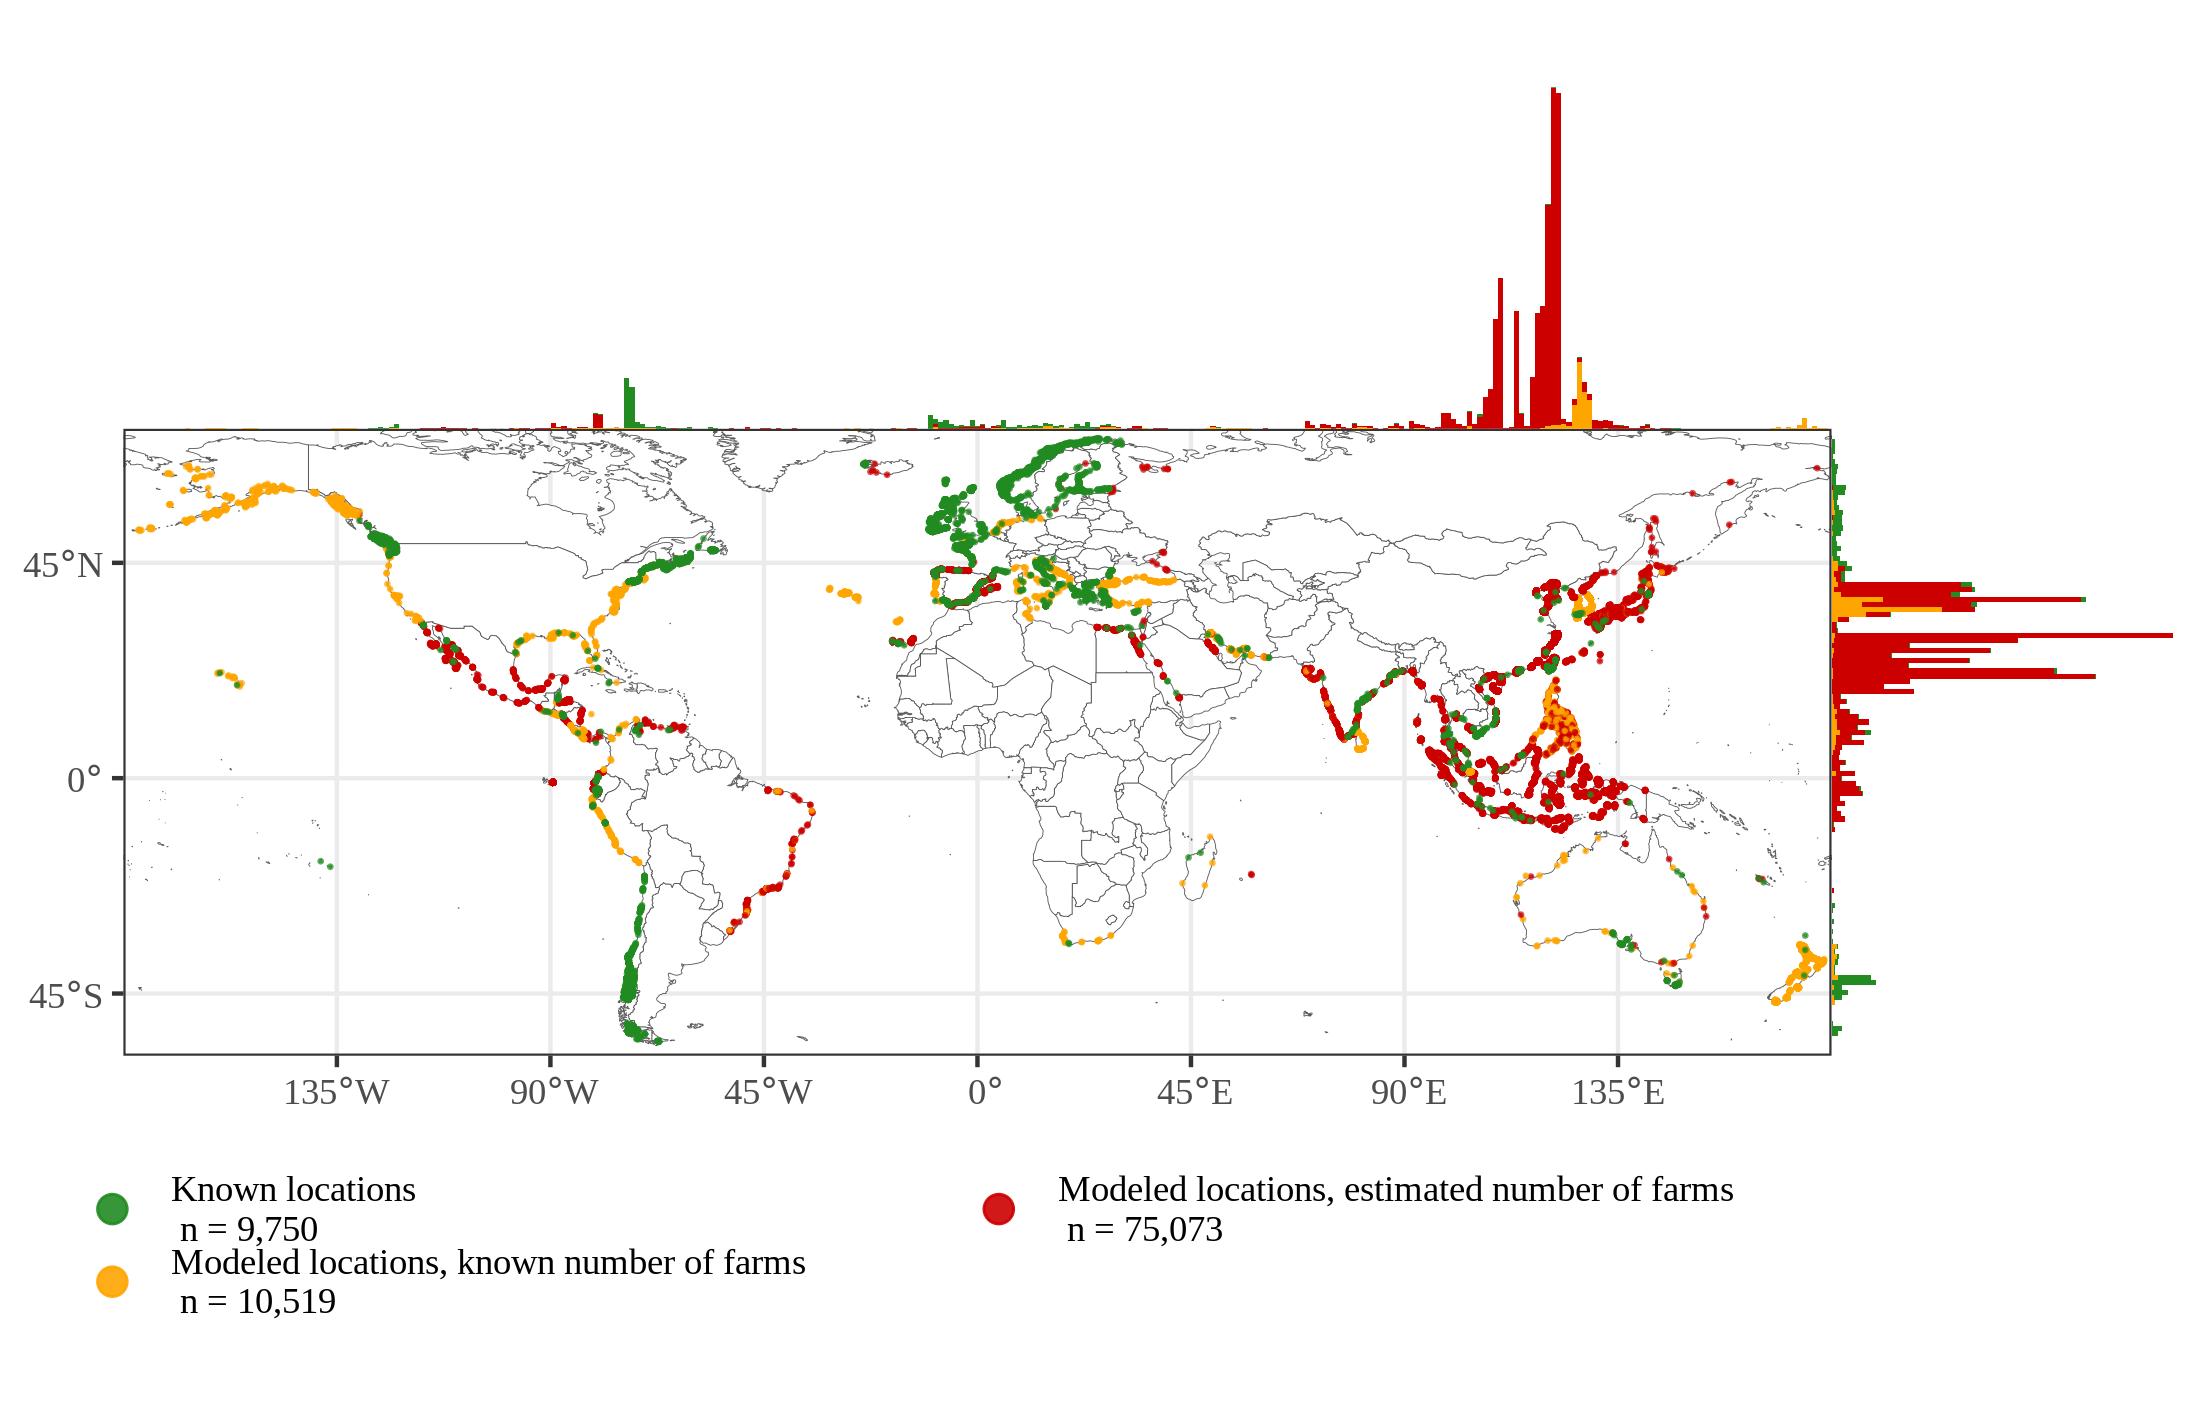 45°N
0°
45°S
135°W
90°W
45°W
0°
45°E
90°E
135°E
Known locations
n = 9,750
Modeled locations, known number of farms
n = 10,519
Modeled locations, estimated number of farms
n = 75,073